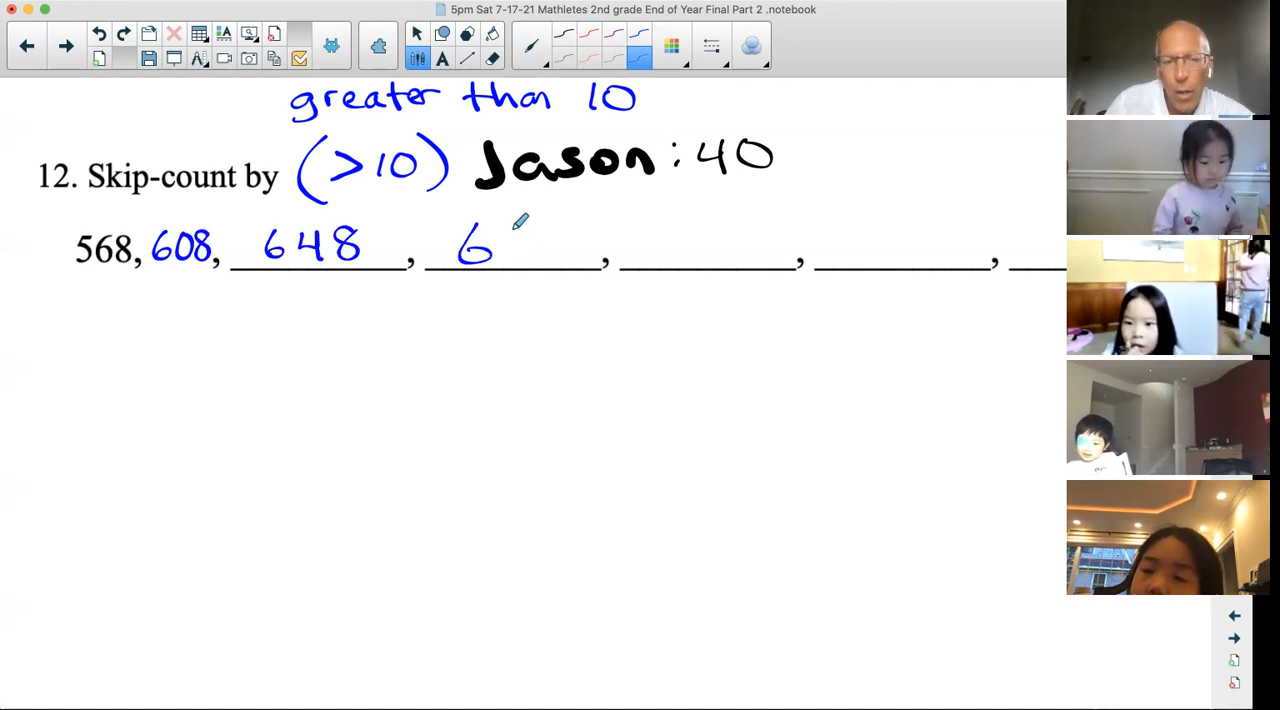 5pm Sat 7-17-21 Mathletes 2nd grade End of Year Final Part 2 .notebook
greater than 10
12. Skip-count by (>10) Jason: 40
568, 608, 648, 6